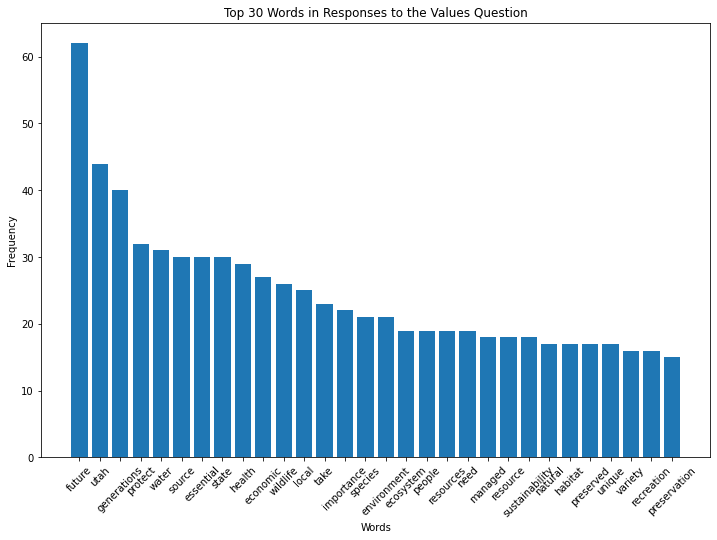 Top 30 Words in Responses to the Values Question
Frequency
60
50
40
30
20
10
0
future
utah
generations
protect
water
source
essential
state
health
economic
wildlife
local
take
importance
species
environment
ecosystem
people
resources
need
managed
resource
sustainability
natural
habitat
preserved
unique
variety
recreation
preservation
Words